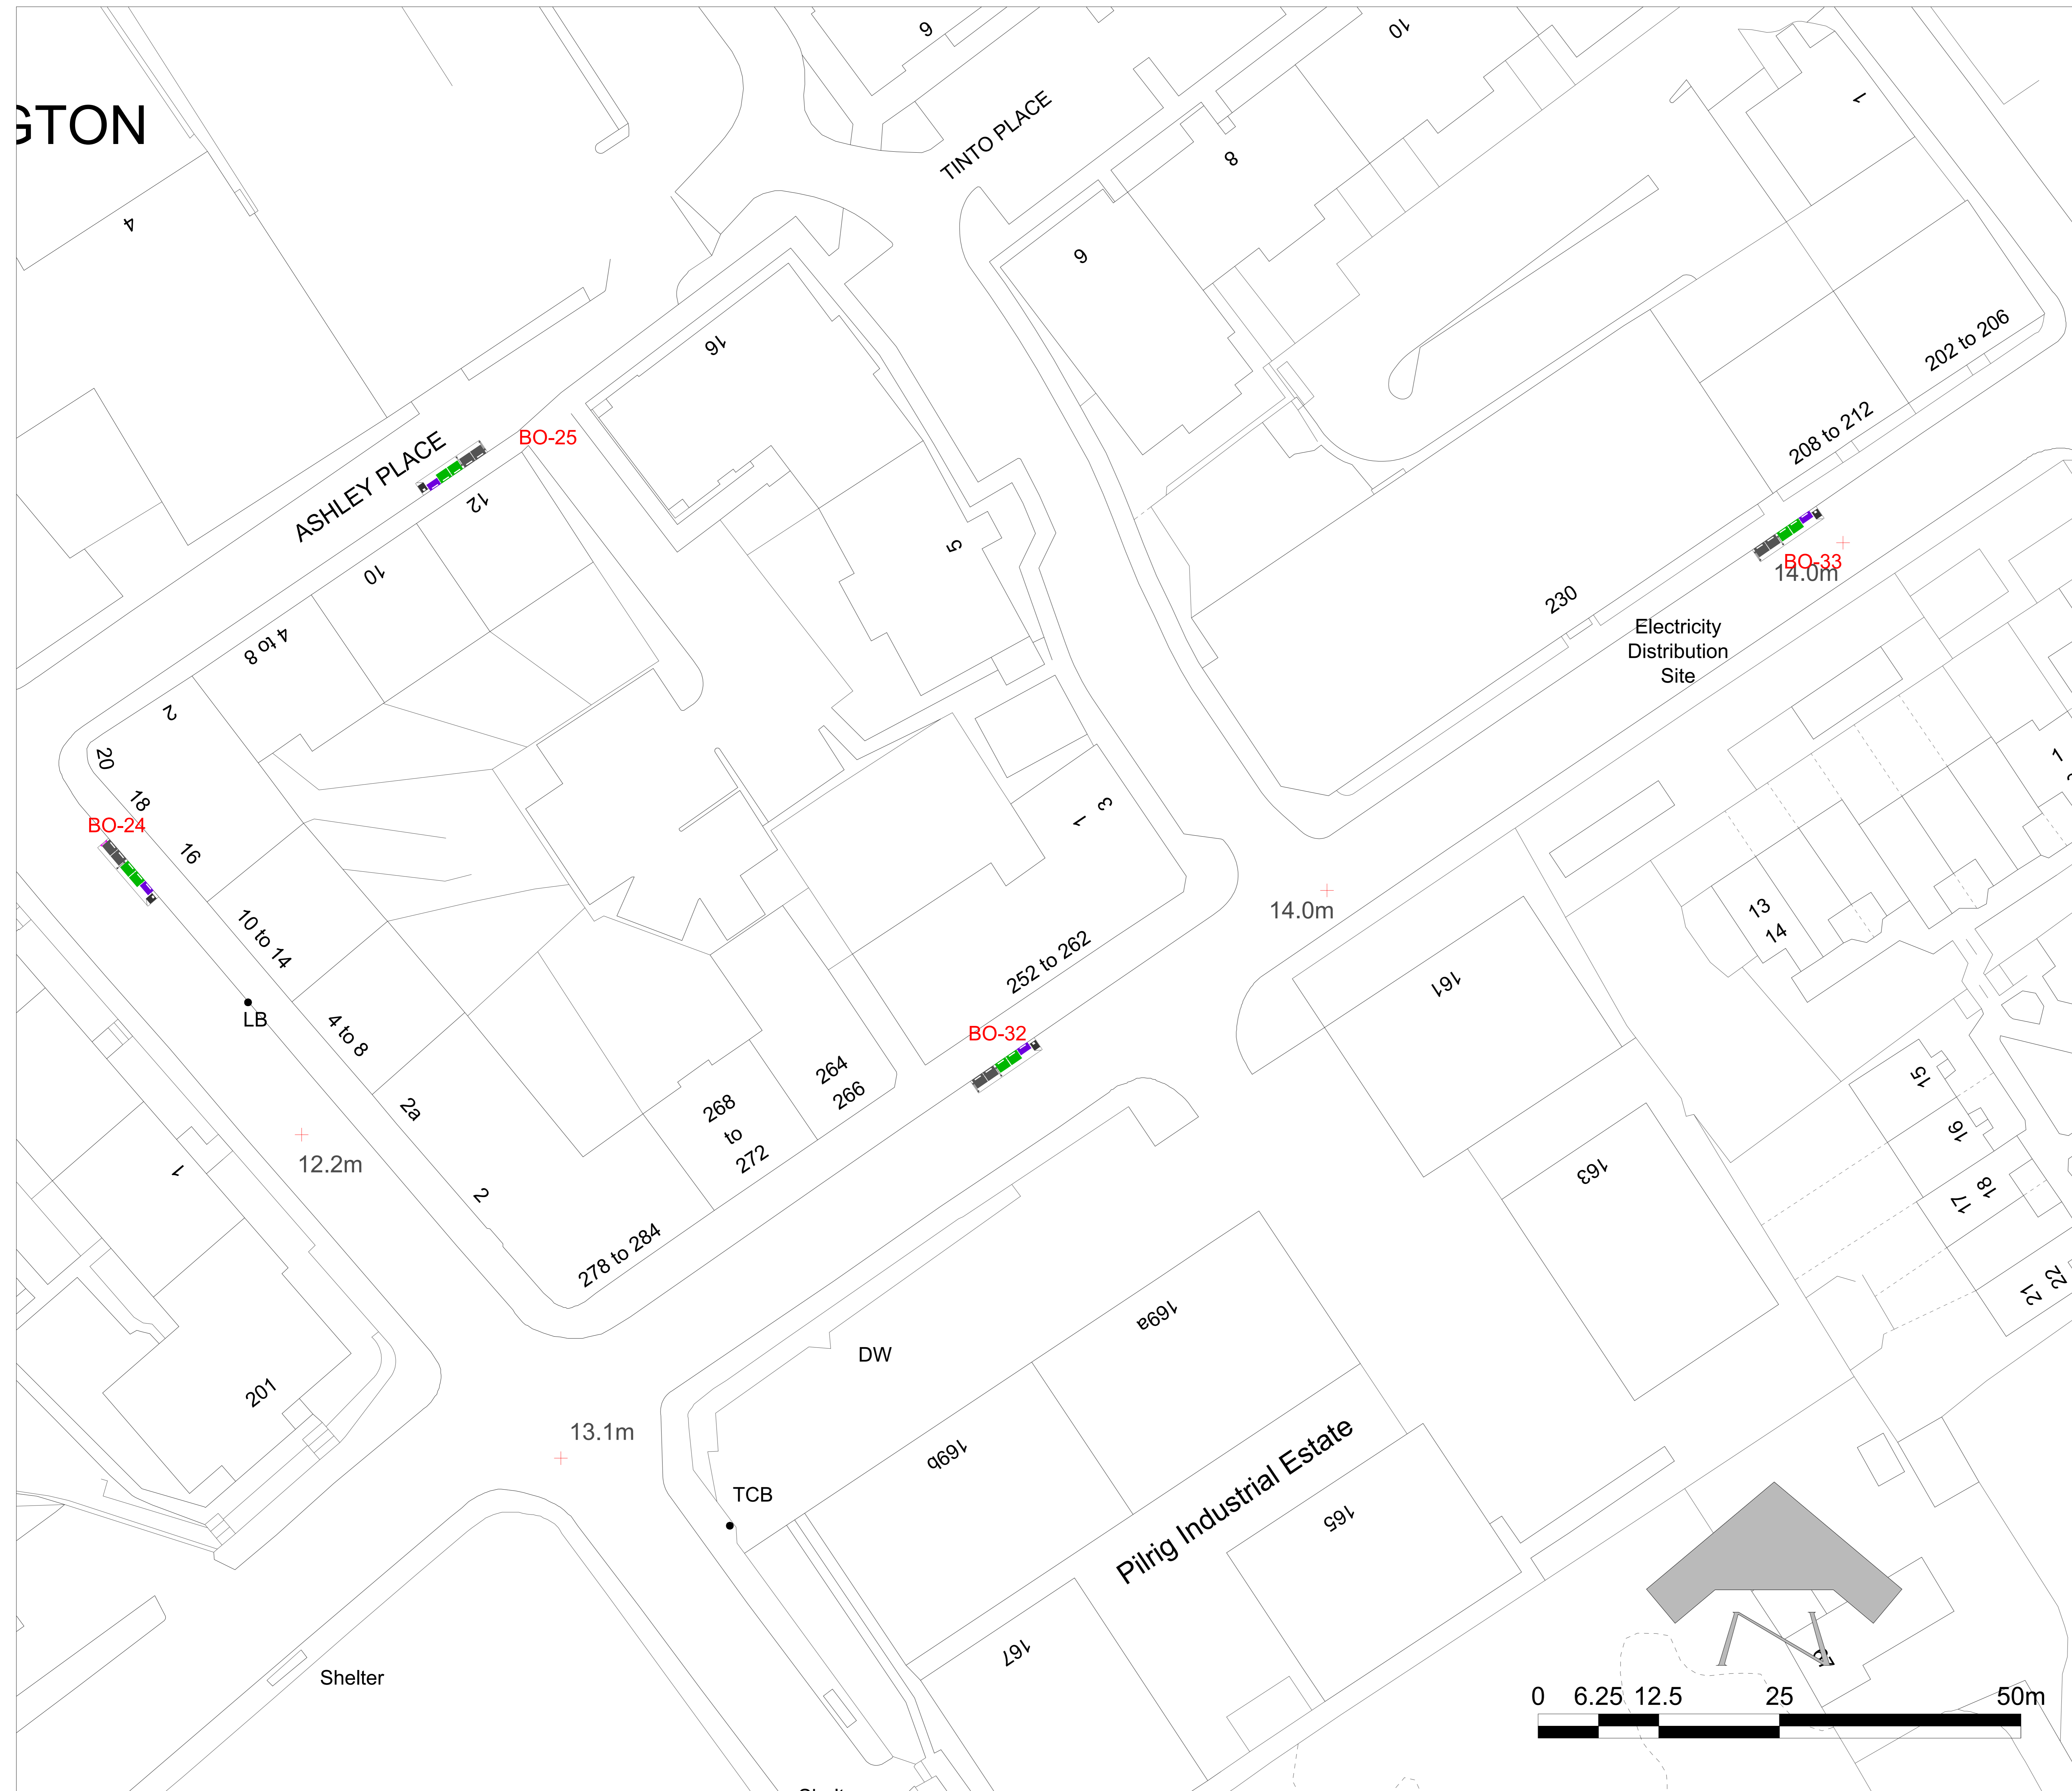 GTON
TINTO PLACE
6
10
1
4
8
6
16
202 to 206
BO-25
ASHLEY PLACE
12
208 to 212
BO-33
14.0m
5
10
230
Electricity
Distribution
Site
4 to 8
2
20
18
BO-24
16
3
1
1
10 to 14
13
14
14.0m
252 to 262
161
LB
4 to 8
BO-32
264
266
2a
268
to
272
15
16
12.2m
1
163
17
18
2
278 to 284
21
22
169a
DW
201
13.1m
169b
TCB
Pilrig Industrial Estate
165
167
Shelter
0 6.25 12.5 25 50m